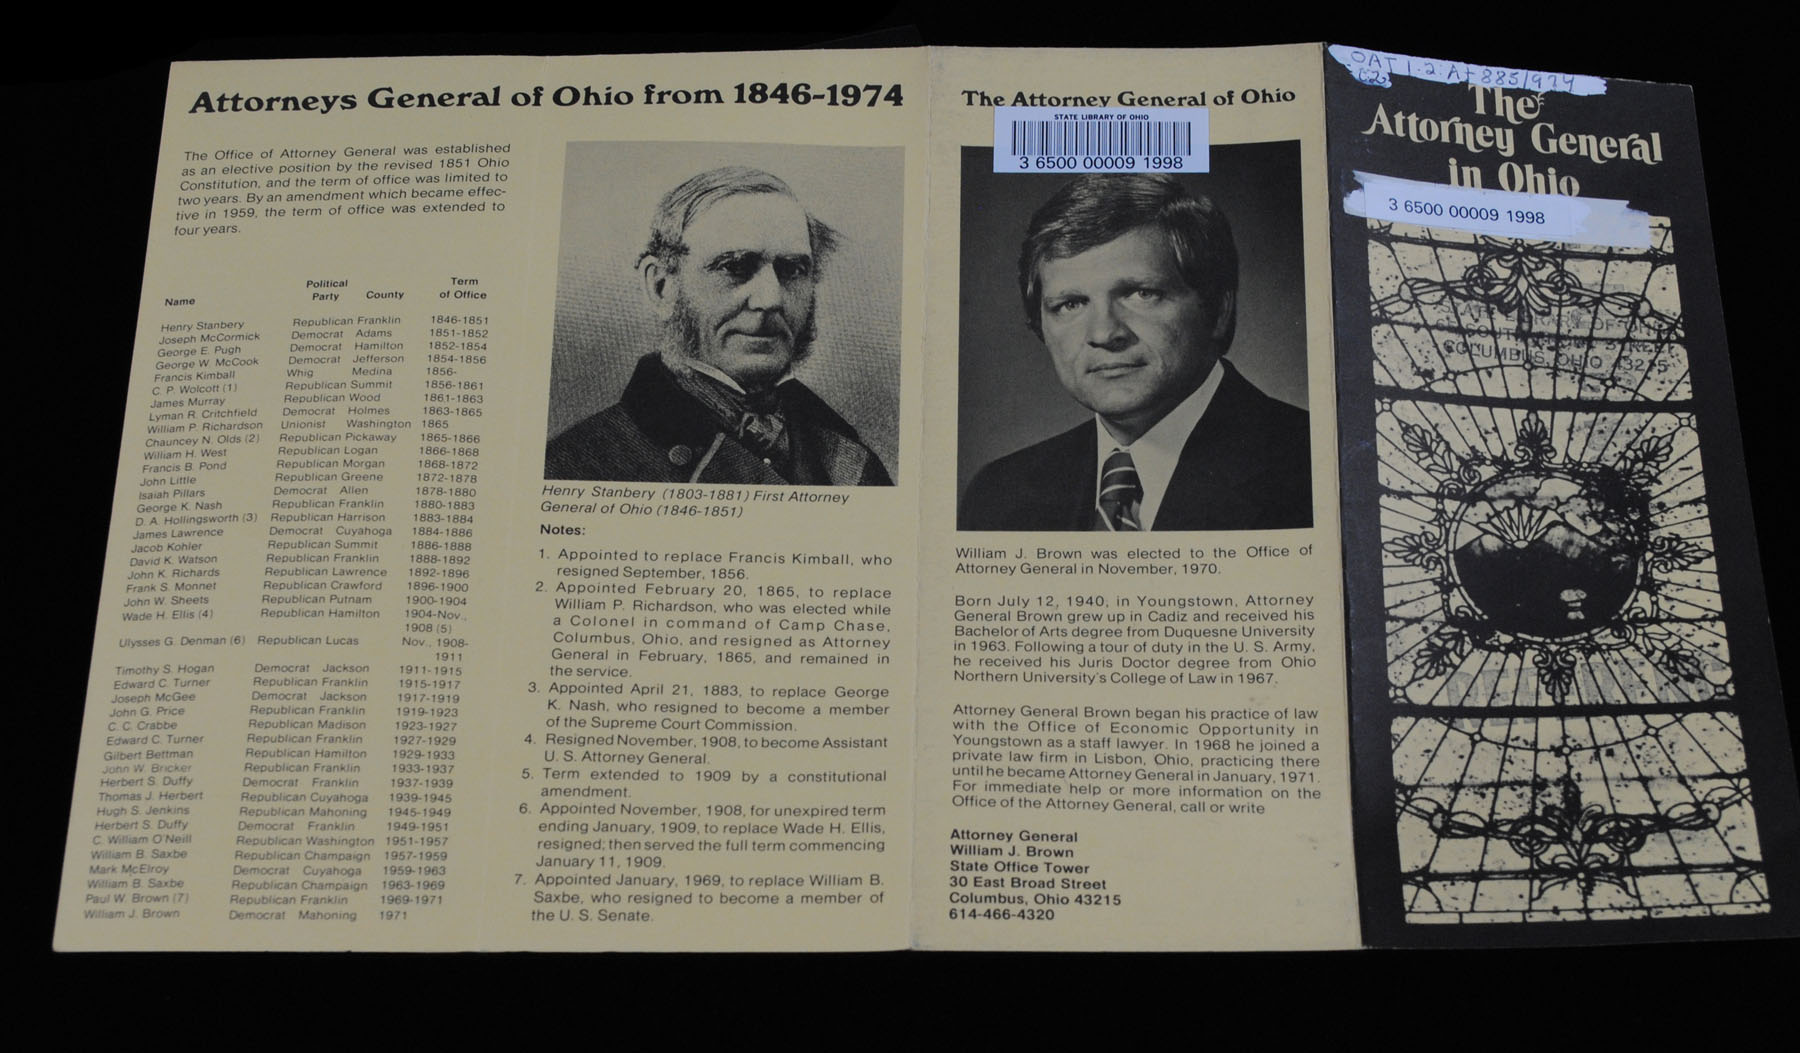 Attorneys General of Ohio from 1846-1974
The Office of Attorney General was established
as an elective position by the revised 1851 Ohio
Constitution, and the term of office was limited to
two years. By an amendment which became effec-
tive in 1959, the term of office was extended to
four years.
Name Political Party County Term of Office
Henry Stanbery Republican Franklin 1846-1851
Joseph McCormick Democrat Adams 1851-1852
George E. Pugh Democrat Hamilton 1852-1854
George W. McCook Democrat Jefferson 1854-1856
Francis Kimball Whig Medina 1856-
C. P. Wolcott (1) Republican Summit 1856-1861
James Murray Republican Wood 1861-1863
Lyman R. Critchfield Democrat Holmes 1863-1865
William P. Richardson Unionist Washington 1865
Chauncey N. Olds (2) Republican Pickaway 1865-1866
William H. West Republican Logan 1866-1868
Francis B. Pond Republican Morgan 1868-1872
John Little Republican Greene 1872-1878
Isaiah Pillars Democrat Allen 1878-1880
George K. Nash Republican Franklin 1880-1883
D. A. Hollingsworth (3) Republican Harrison 1883-1884
James Lawrence Democrat Cuyahoga 1884-1886
Jacob Kohler Republican Summit 1886-1888
David K. Watson Republican Franklin 1888-1892
John K. Richards Republican Lawrence 1892-1896
Frank S. Monnet Republican Crawford 1896-1900
John W. Sheets Republican Putnam 1900-1904
Wade H. Ellis (4) Republican Hamilton 1904-Nov.,
1908 (5)
Ulysses G. Denman (6) Republican Lucas Nov., 1908-
1911
Timothy S. Hogan Democrat Jackson 1911-1915
Edward C. Turner Republican Franklin 1915-1917
Joseph McGee Democrat Jackson 1917-1919
John G. Price Republican Franklin 1919-1923
C. C. Crabbe Republican Madison 1923-1927
Edward C. Turner Republican Franklin 1927-1929
Gilbert Bettman Republican Hamilton 1929-1933
John W. Bricker Republican Franklin 1933-1937
Herbert S. Duffy Democrat Franklin 1937-1939
Thomas J. Herbert Republican Cuyahoga 1939-1945
Hugh S. Jenkins Republican Mahoning 1945-1949
Herbert S. Duffy Democrat Franklin 1949-1951
C. William O'Neill Republican Washington 1951-1957
William B. Saxbe Republican Champaign 1957-1959
Mark McElroy Democrat Cuyahoga 1959-1963
William B. Saxbe Republican Champaign 1963-1969
Paul W. Brown (7) Republican Franklin 1969-1971
William J. Brown Democrat Mahoning 1971
Henry Stanbery (1803-1881) First Attorney
General of Ohio (1846-1851)
Notes:
1. Appointed to replace Francis Kimball, who
resigned September, 1856.
2. Appointed February 20, 1865, to replace
William P. Richardson, who was elected while
a Colonel in command of Camp Chase,
Columbus, Ohio, and resigned as Attorney
General in February, 1865, and remained in
the service.
3. Appointed April 21, 1883, to replace George
K. Nash, who resigned to become a member
of the Supreme Court Commission.
4. Resigned November, 1908, to become Assistant
U. S. Attorney General.
5. Term extended to 1909 by a constitutional
amendment.
6. Appointed November, 1908, for unexpired term
ending January, 1909, to replace Wade H. Ellis,
resigned; then served the full term commencing
January 11, 1909.
7. Appointed January, 1969, to replace William B.
Saxbe, who resigned to become a member of
the U. S. Senate.
The Attorney General of Ohio
STATE LIBRARY OF OHIO
3 6500 00009 1998
William J. Brown was elected to the Office of
Attorney General in November, 1970.
Born July 12, 1940, in Youngstown, Attorney
General Brown grew up in Cadiz and received his
Bachelor of Arts degree from Duquesne University
in 1963. Following a tour of duty in the U. S. Army,
he received his Juris Doctor degree from Ohio
Northern University's College of Law in 1967.
Attorney General Brown began his practice of law
with the Office of Economic Opportunity in
Youngstown as a staff lawyer. In 1968 he joined a
private law firm in Lisbon, Ohio, practicing there
until he became Attorney General in January, 1971.
For immediate help or more information on the
Office of the Attorney General, call or write
Attorney General
William J. Brown
State Office Tower
30 East Broad Street
Columbus, Ohio 43215
614-466-4320
OAT 1.2: At 885/974
c2
The
Attorney General
in Ohio
3 6500 00009 1998
STATE LIBRARY OF OHIO
65 SOUTH FRONT STREET
COLUMBUS, OHIO 43215